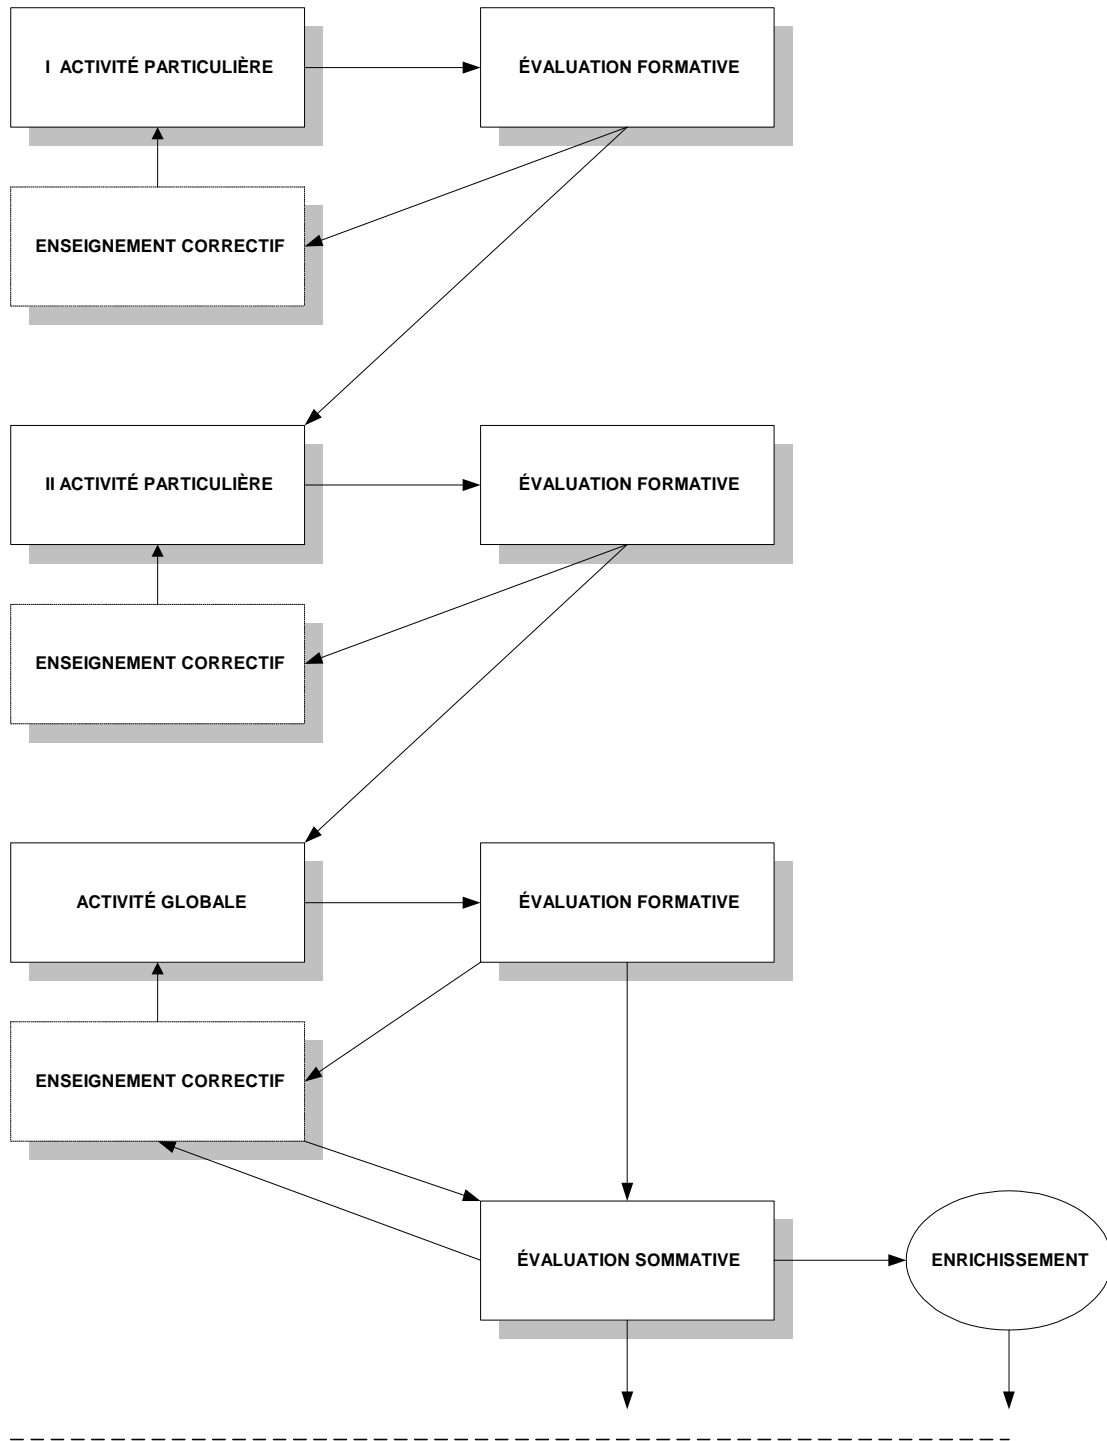 I  ACTIVITÉ PARTICULIÈRE
ÉVALUATION FORMATIVE
ENSEIGNEMENT CORRECTIF
II ACTIVITÉ PARTICULIÈRE
ÉVALUATION FORMATIVE
ENSEIGNEMENT CORRECTIF
ACTIVITÉ GLOBALE
ÉVALUATION FORMATIVE
ENSEIGNEMENT CORRECTIF
ÉVALUATION SOMMATIVE
ENRICHISSEMENT